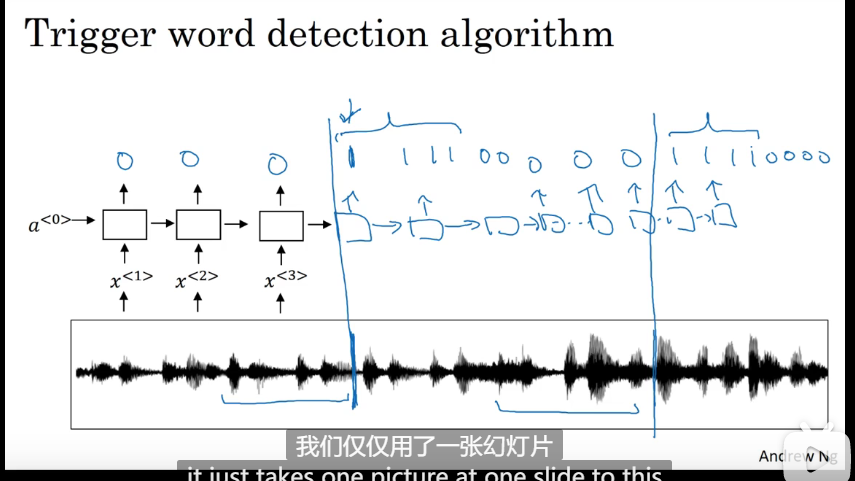 Trigger word detection algorithm
0 0 0 1 1 1 1 0 0 0 0 0 1 1 1 1 0 0 0 0
a<0>
x<1> x<2> x<3>
我们仅仅用了一张幻灯片
it just takes one picture at one slide to this
Andrew Ng